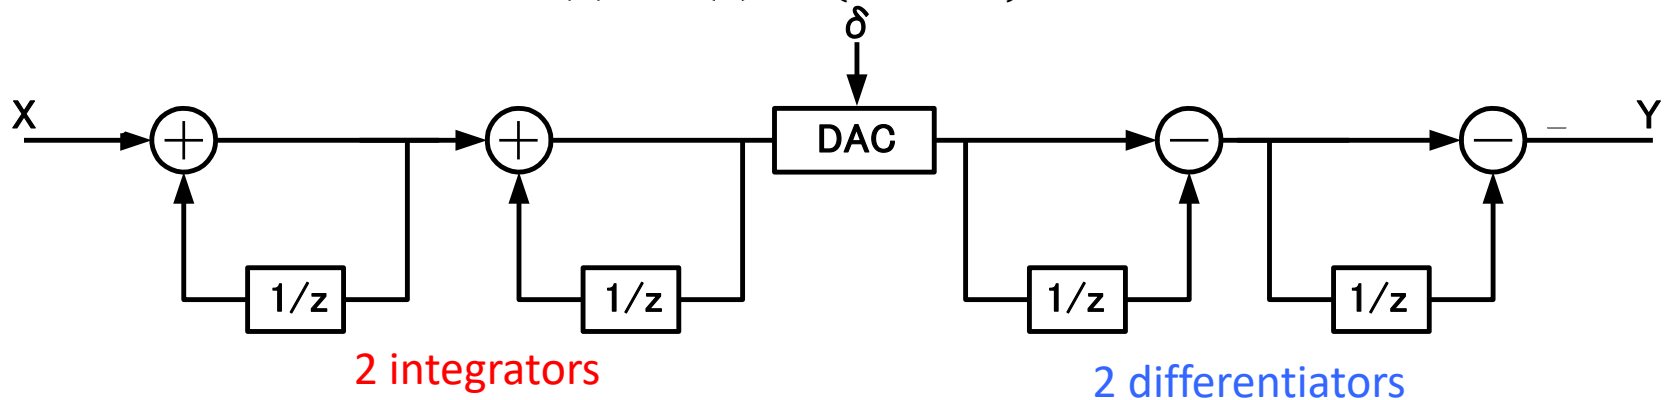 δ
X
DAC
Y
1/z
1/z
1/z
1/z
2 integrators
2 differentiators